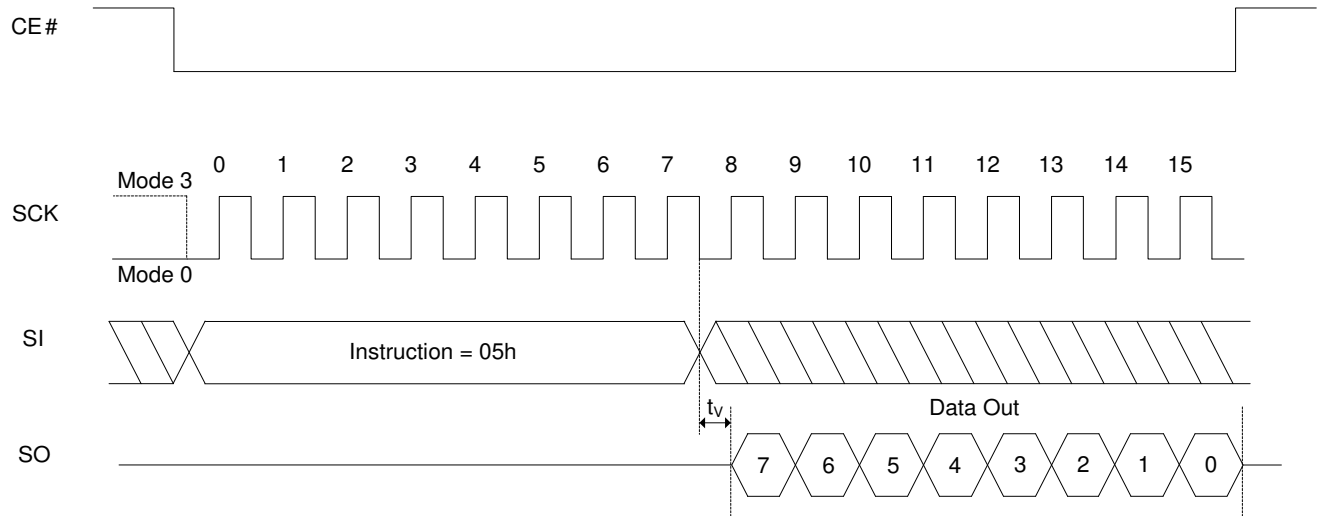 CE#
0 1 2 3 4 5 6 7 8 9 10 11 12 13 14 15
Mode 3
SCK
Mode 0
SI
Instruction = 05h
tV
Data Out
SO
7 6 5 4 3 2 1 0